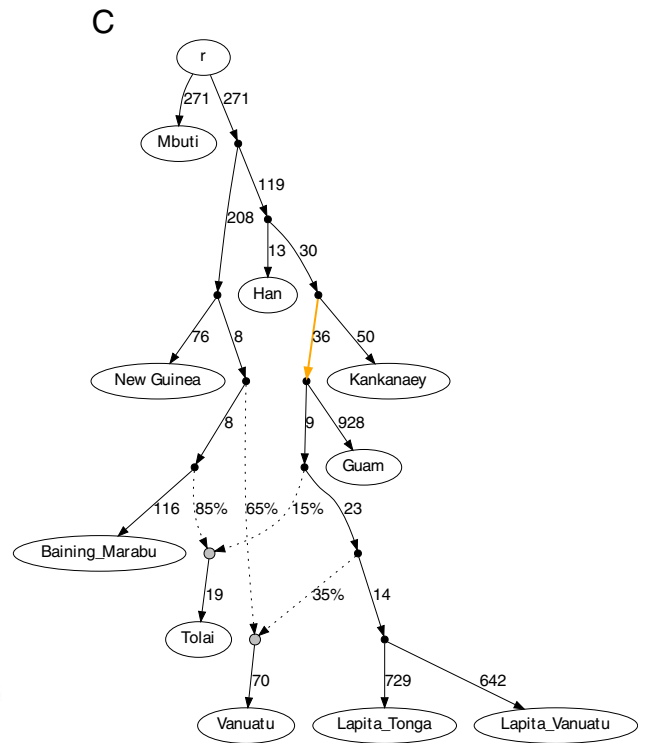 C
r
271 271
Mbuti
119
208
13 30
Han
76 8 36 50
New Guinea Kankanaey
8 9 928
Guam
116 85% 65% 15% 23
Baining_Marabu
19 35% 14
Tolai
70 729 642
Vanuatu Lapita_Tonga Lapita_Vanuatu